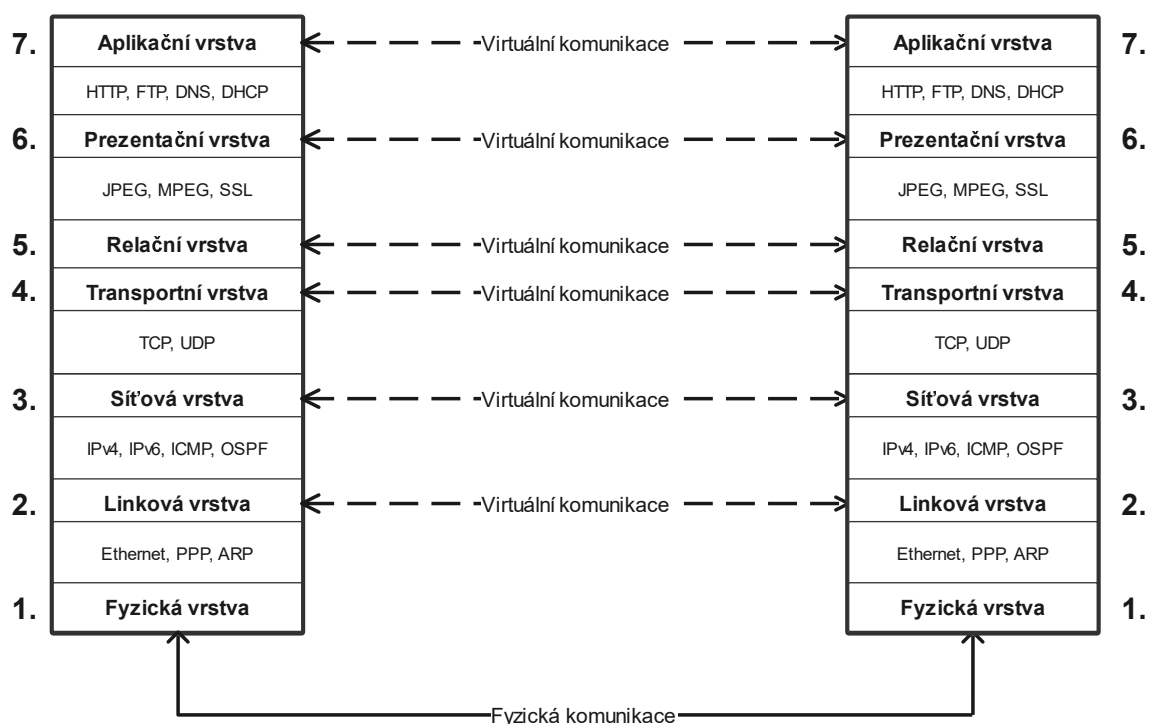 7. Aplikační vrstva Virtuální komunikace Aplikační vrstva 7.
HTTP, FTP, DNS, DHCP HTTP, FTP, DNS, DHCP
6. Prezentační vrstva Virtuální komunikace Prezentační vrstva 6.
JPEG, MPEG, SSL JPEG, MPEG, SSL
5. Relační vrstva Virtuální komunikace Relační vrstva 5.
4. Transportní vrstva Virtuální komunikace Transportní vrstva 4.
TCP, UDP TCP, UDP
3. Síťová vrstva Virtuální komunikace Síťová vrstva 3.
IPv4, IPv6, ICMP, OSPF IPv4, IPv6, ICMP, OSPF
2. Linková vrstva Virtuální komunikace Linková vrstva 2.
Ethernet, PPP, ARP Ethernet, PPP, ARP
1. Fyzická vrstva Fyzická vrstva 1.
Fyzická komunikace